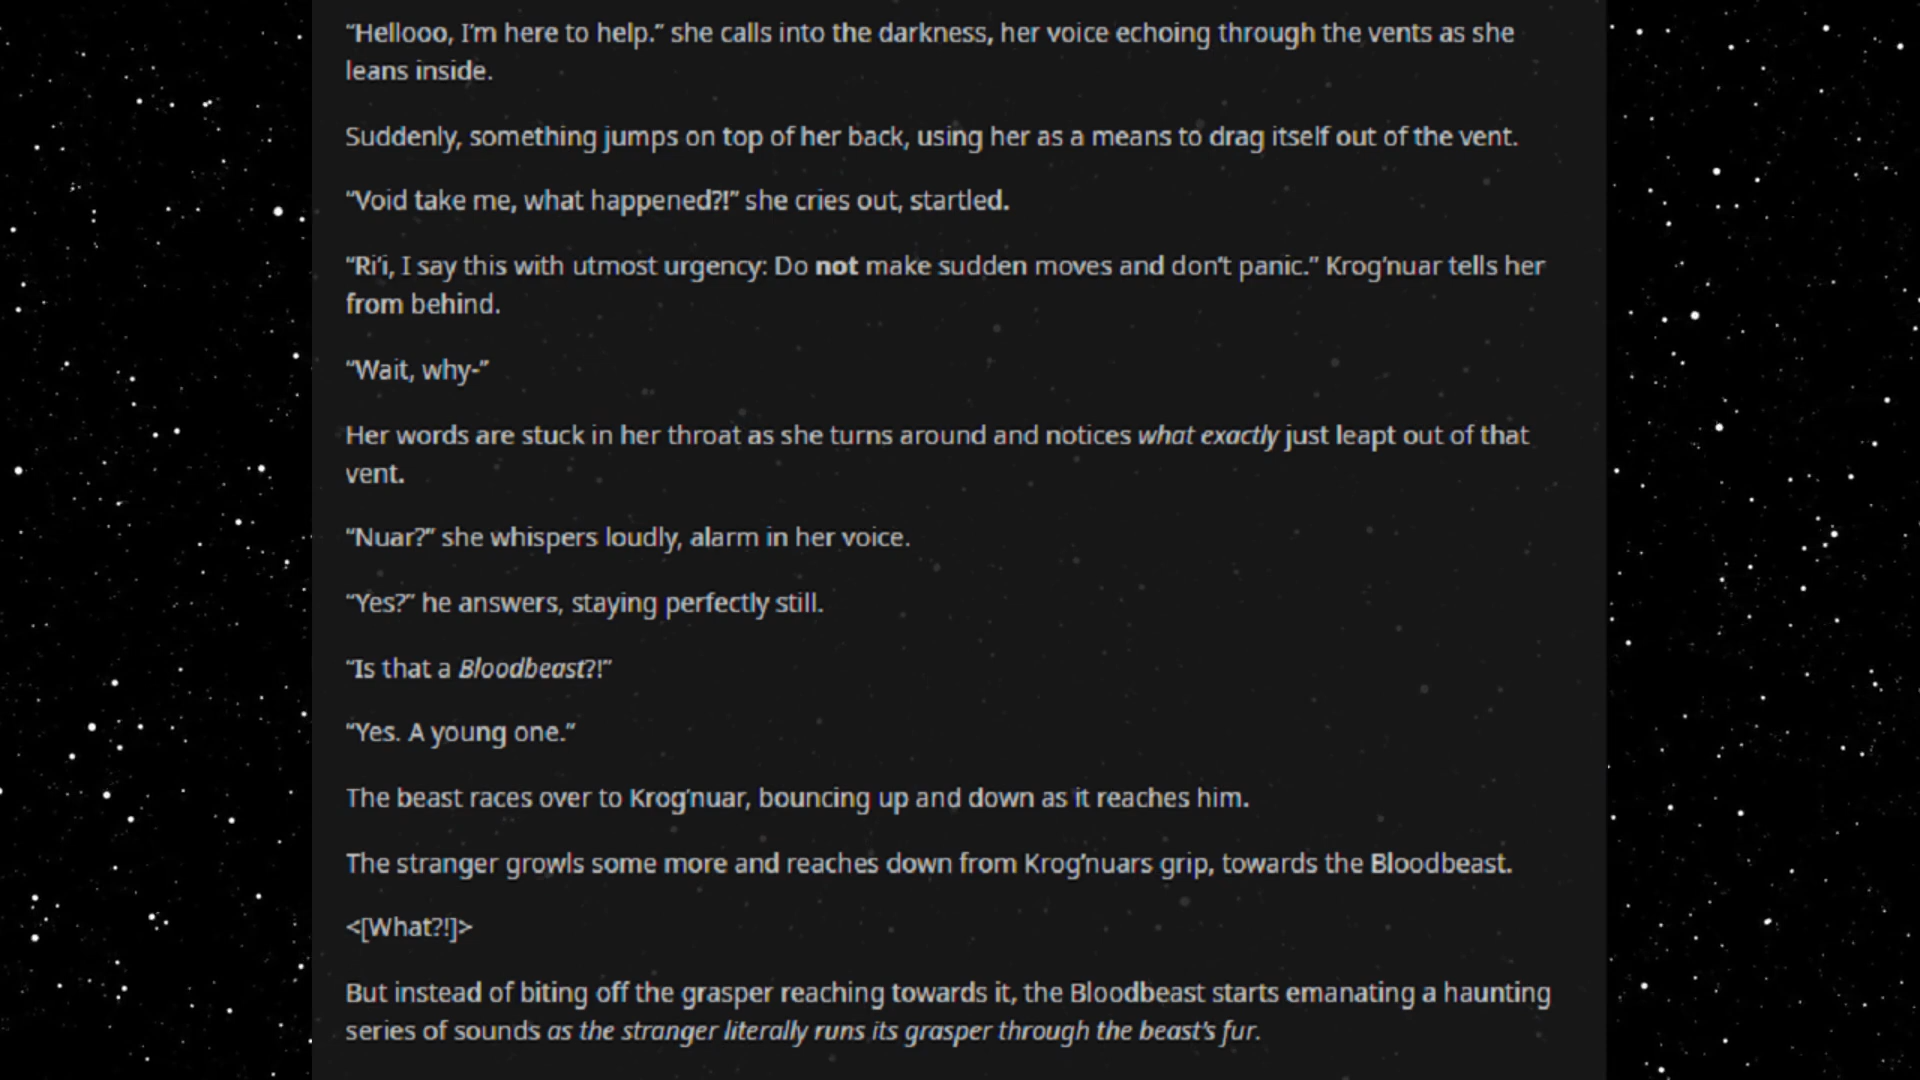 “Hellooo, I’m here to help.” she calls into the darkness, her voice echoing through the vents as she
leans inside.
Suddenly, something jumps on top of her back, using her as a means to drag itself out of the vent.
“Void take me, what happened?!” she cries out, startled.
“Ri’i, I say this with utmost urgency: Do not make sudden moves and don’t panic.” Krog’nuar tells her
from behind.
“Wait, why-”
Her words are stuck in her throat as she turns around and notices what exactly just leapt out of that
vent.
“Nuar?” she whispers loudly, alarm in her voice.
“Yes?” he answers, staying perfectly still.
“Is that a Bloodbeast?!”
“Yes. A young one.”
The beast races over to Krog’nuar, bouncing up and down as it reaches him.
The stranger growls some more and reaches down from Krog’nuars grip, towards the Bloodbeast.
<[What?!]>
But instead of biting off the grasper reaching towards it, the Bloodbeast starts emanating a haunting
series of sounds as the stranger literally runs its grasper through the beast’s fur.